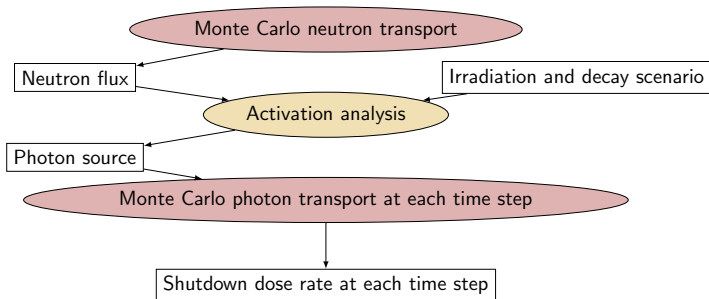 Monte Carlo neutron transport
Neutron flux
Irradiation and decay scenario
Activation analysis
Photon source
Monte Carlo photon transport at each time step
Shutdown dose rate at each time step